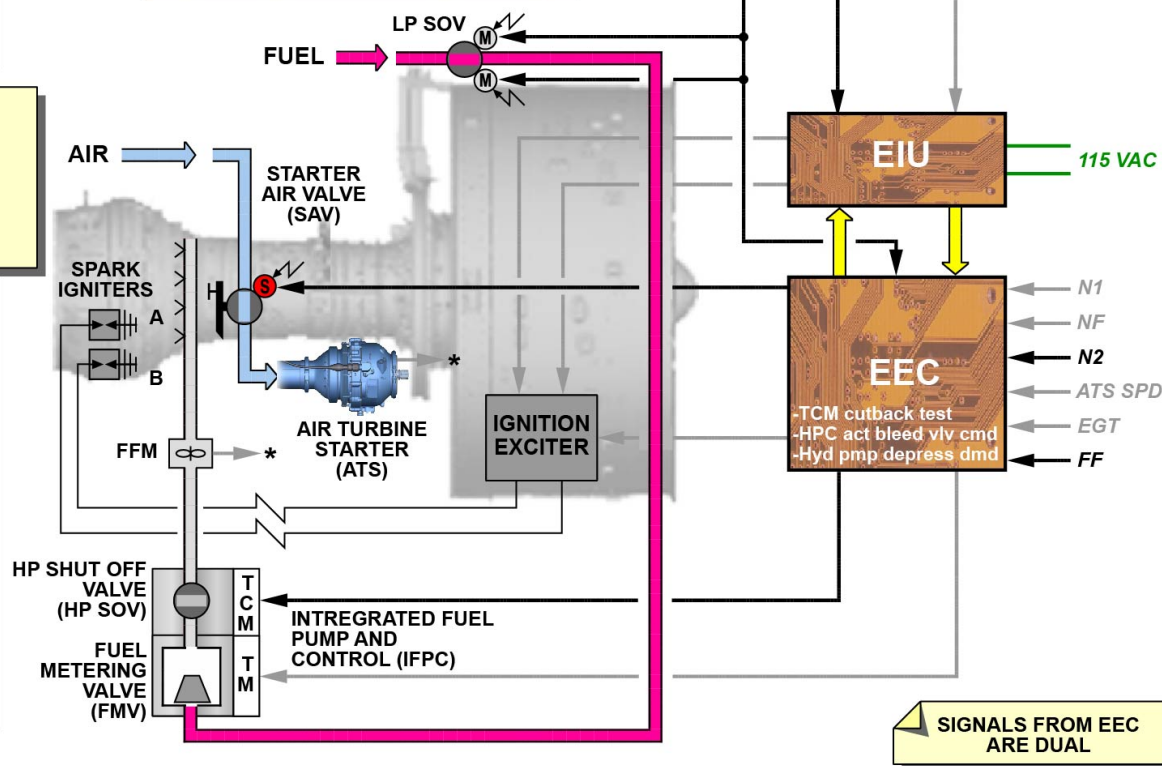 LP SOV
M
FUEL
M
AIR
EIU
115 VAC
STARTER
AIR VALVE
(SAV)
SPARK
IGNITERS
A
B
S
N1
NF
N2
ATS SPD
EGT
FF
EEC
-TCM cutback test
-HPC act bleed vlv cmd
-Hyd pmp depress dmd
*
AIR TURBINE
STARTER
(ATS)
IGNITION
EXCITER
FFM
*
HP SHUT OFF
VALVE
(HP SOV)
T
C
M
INTREGRATED FUEL
PUMP AND
CONTROL (IFPC)
FUEL
METERING
VALVE
(FMV)
T
M
SIGNALS FROM EEC
ARE DUAL